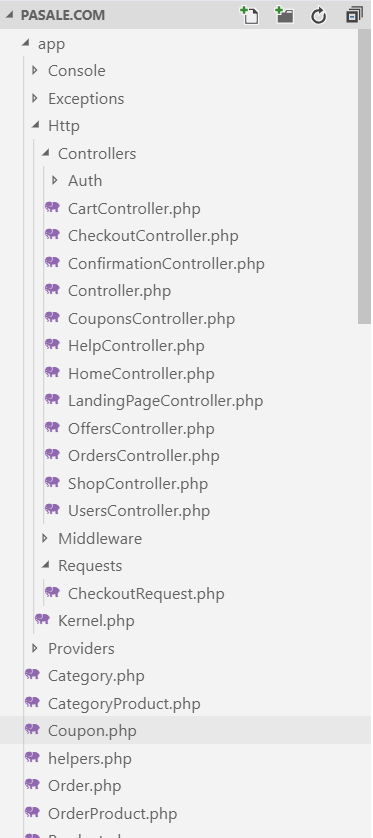 PASALE.COM
app
Console
Exceptions
Http
Controllers
Auth
CartController.php
CheckoutController.php
ConfirmationController.php
Controller.php
CouponsController.php
HelpController.php
HomeController.php
LandingPageController.php
OffersController.php
OrdersController.php
ShopController.php
UsersController.php
Middleware
Requests
CheckoutRequest.php
Kernel.php
Providers
Category.php
CategoryProduct.php
Coupon.php
helpers.php
Order.php
OrderProduct.php